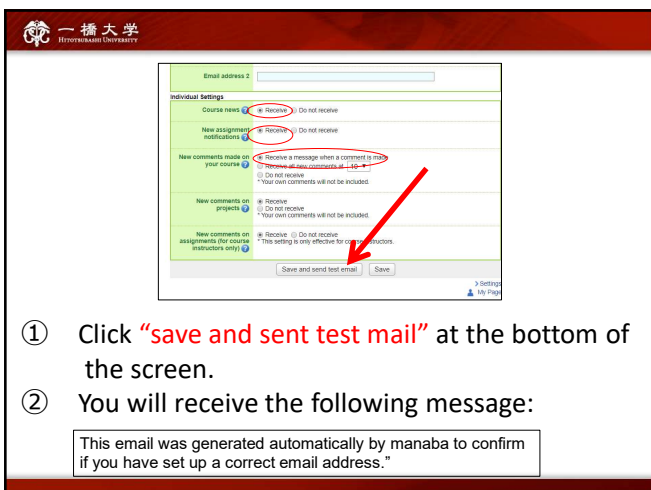 一橋大学
HITOTSUBASHI UNIVERSITY
Email address 2
Individual Settings
Course news ? Receive Do not receive
New assignment notifications ? Receive Do not receive
New comments made on your course ? Receive a message when a comment is made
Receive all new comments at 10
Do not receive
* Your own comments will not be included.
New comments on projects ? Receive
Do not receive
* Your own comments will not be included.
New comments on assignments (for course instructors only) ? Receive Do not receive
* This setting is only effective for course instructors.
Save and send test email Save
Settings
My Page
① Click “save and sent test mail” at the bottom of
the screen.
② You will receive the following message:
This email was generated automatically by manaba to confirm
if you have set up a correct email address.”